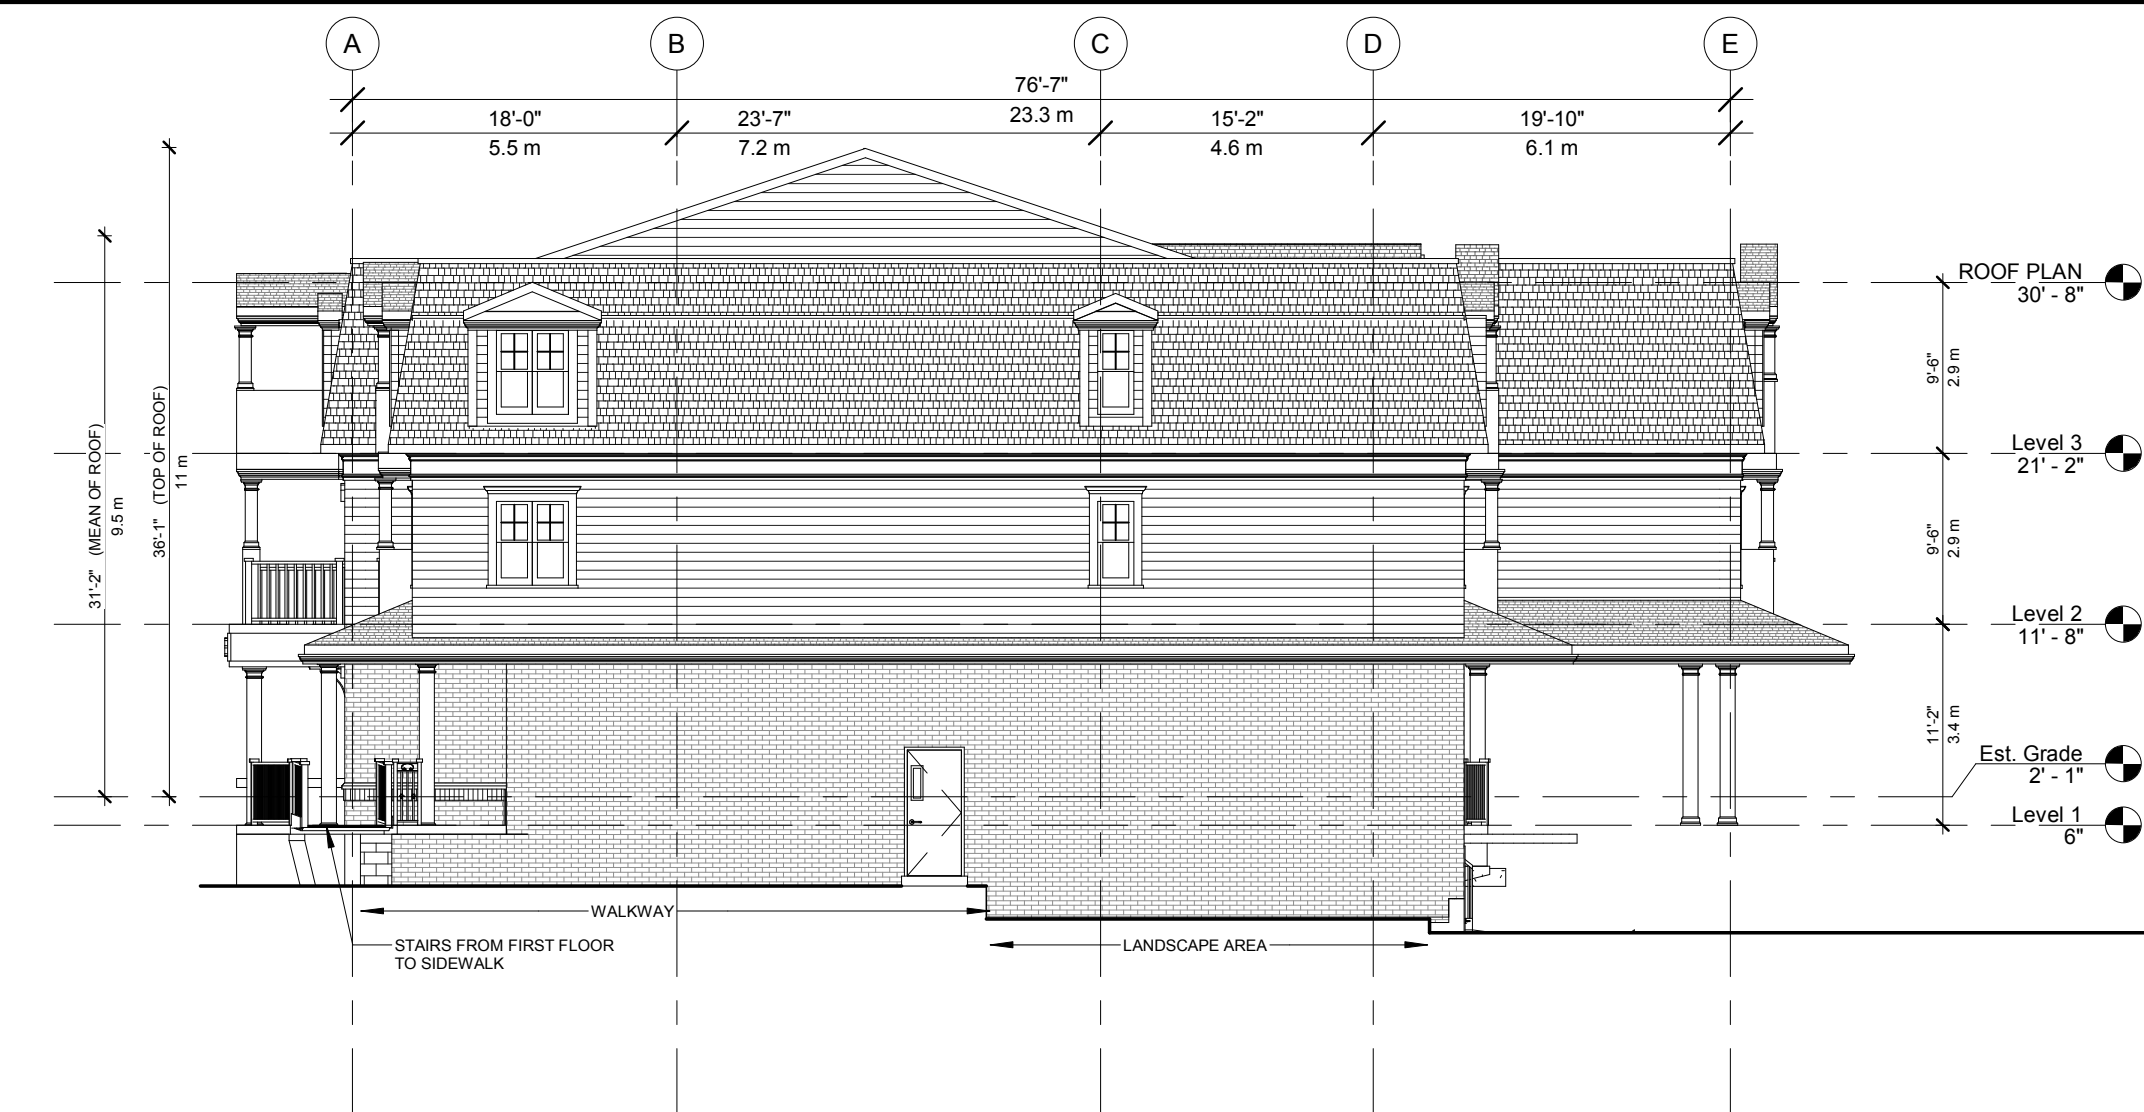 A
B
C
D
E
76'-7"
23.3 m
18'-0"
5.5 m
23'-7"
7.2 m
15'-2"
4.6 m
19'-10"
6.1 m
31'-2" (MEAN OF ROOF)
9.5 m
36'-1" (TOP OF ROOF)
11 m
ROOF PLAN
30' - 8"
9'-6"
2.9 m
Level 3
21' - 2"
9'-6"
2.9 m
Level 2
11' - 8"
11'-2"
3.4 m
Est. Grade
2' - 1"
Level 1
6"
WALKWAY
STAIRS FROM FIRST FLOOR
TO SIDEWALK
LANDSCAPE AREA